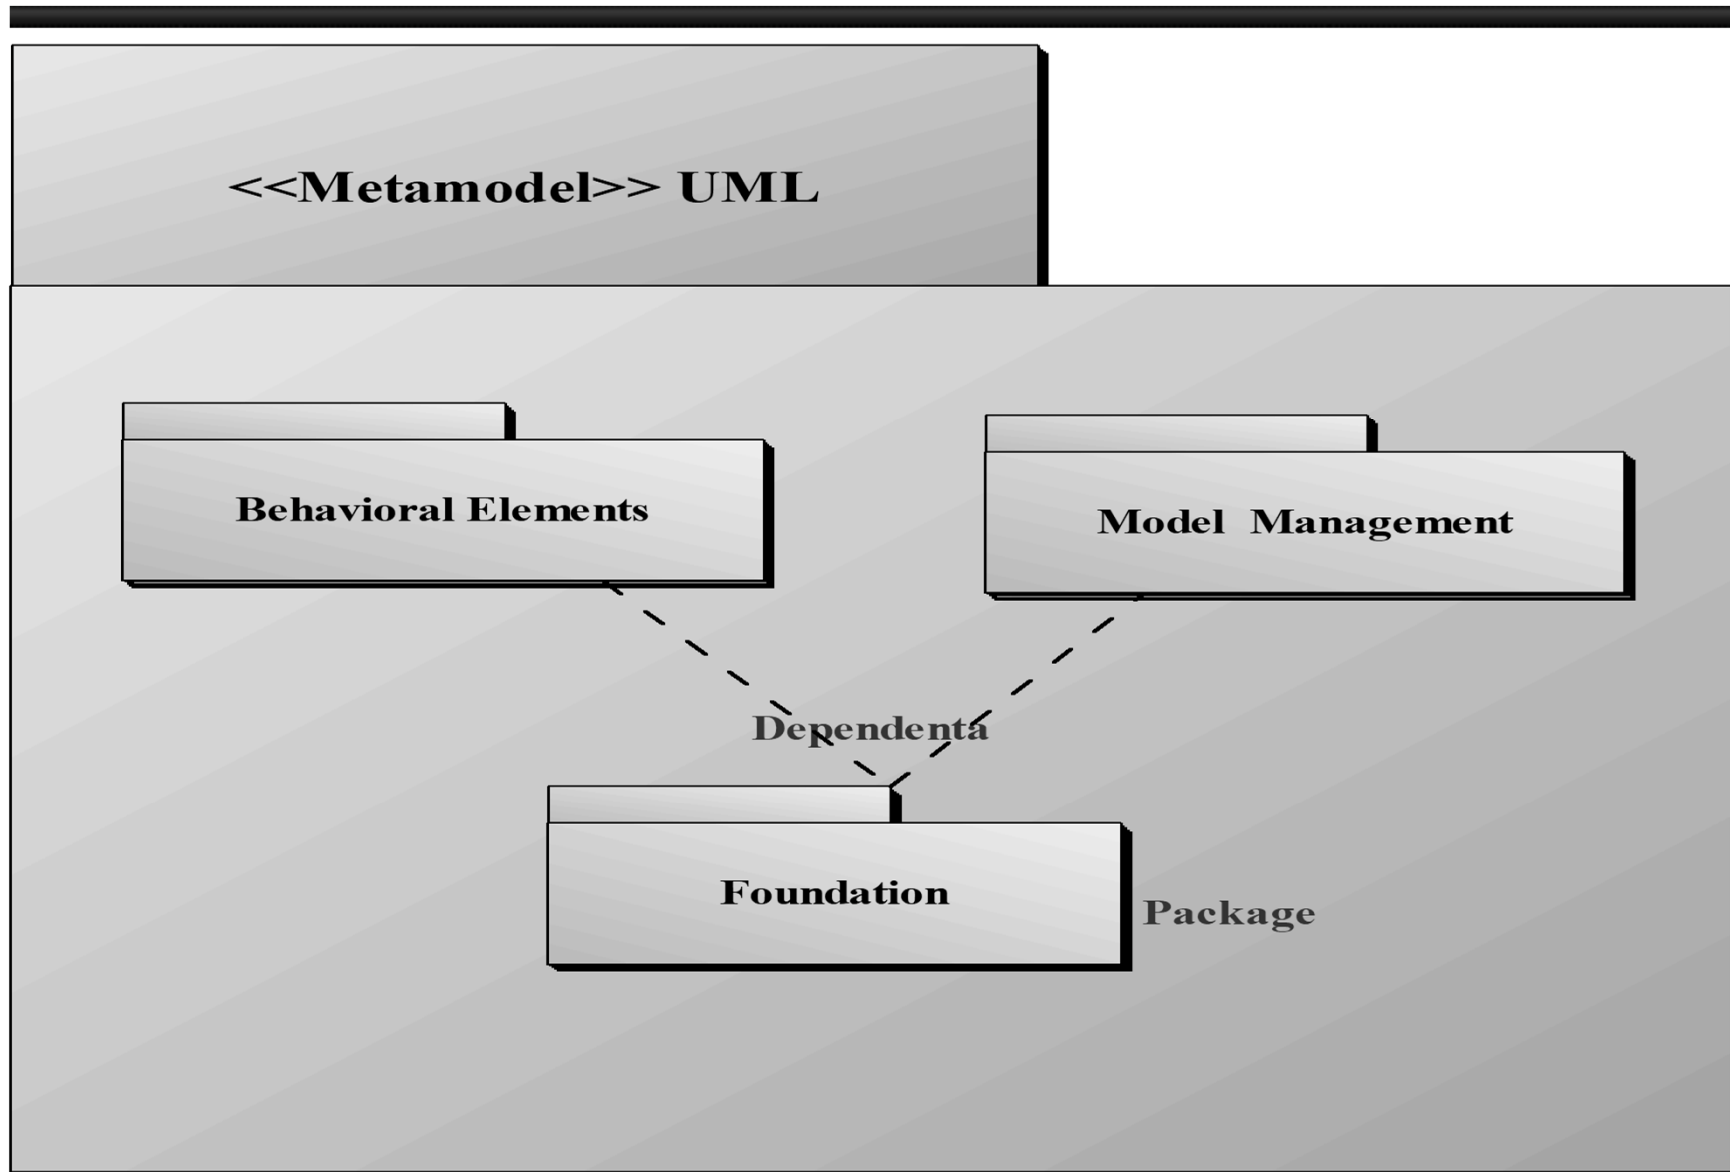 <<Metamodel>> UML
Behavioral Elements
Model Management
Dependenta
Foundation
Package